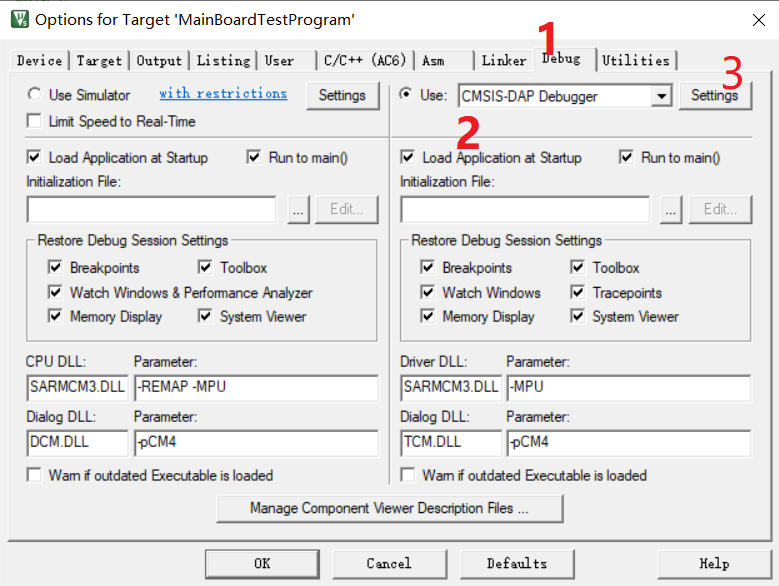 Options for Target 'MainBoardTestProgram'
1
Device Target Output Listing User C/C++ (AC6) Asm Linker Debug Utilities
3
Use Simulator with restrictions Settings
Limit Speed to Real-Time
Use: CMSIS-DAP Debugger Settings
2
Load Application at Startup Run to main()
Initialization File:
... Edit...
Restore Debug Session Settings
Breakpoints Toolbox
Watch Windows & Performance Analyzer
Memory Display System Viewer
Load Application at Startup Run to main()
Initialization File:
... Edit...
Restore Debug Session Settings
Breakpoints Toolbox
Watch Windows Tracepoints
Memory Display System Viewer
CPU DLL: Parameter:
SARMCM3.DLL -REMAP -MPU
Dialog DLL: Parameter:
DCM.DLL -pCM4
Warn if outdated Executable is loaded
Driver DLL: Parameter:
SARMCM3.DLL -MPU
Dialog DLL: Parameter:
TCM.DLL -pCM4
Warn if outdated Executable is loaded
Manage Component Viewer Description Files ...
OK Cancel Defaults Help